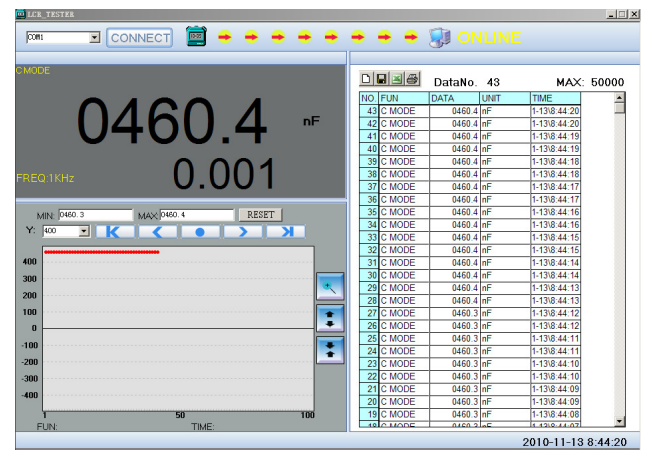 LCR_TESTER
COM1 CONNECT ONLINE
C MODE
0460.4 nF
FREQ:1KHz 0.001
MIN: 0460.3 MAX: 0460.4 RESET
Y: 400
400
300
200
100
0
-100
-200
-300
-400
1 50 100
FUN: TIME:
DataNo. 43 MAX: 50000
NO. FUN DATA UNIT TIME
43 C MODE 0460.4 nF 1-13\8:44:20
42 C MODE 0460.4 nF 1-13\8:44:20
41 C MODE 0460.4 nF 1-13\8:44:19
40 C MODE 0460.4 nF 1-13\8:44:19
39 C MODE 0460.4 nF 1-13\8:44:18
38 C MODE 0460.4 nF 1-13\8:44:18
37 C MODE 0460.4 nF 1-13\8:44:17
36 C MODE 0460.4 nF 1-13\8:44:17
35 C MODE 0460.4 nF 1-13\8:44:16
34 C MODE 0460.4 nF 1-13\8:44:16
33 C MODE 0460.4 nF 1-13\8:44:15
32 C MODE 0460.4 nF 1-13\8:44:15
31 C MODE 0460.4 nF 1-13\8:44:14
30 C MODE 0460.4 nF 1-13\8:44:14
29 C MODE 0460.4 nF 1-13\8:44:13
28 C MODE 0460.4 nF 1-13\8:44:13
27 C MODE 0460.3 nF 1-13\8:44:12
26 C MODE 0460.3 nF 1-13\8:44:12
25 C MODE 0460.3 nF 1-13\8:44:11
24 C MODE 0460.3 nF 1-13\8:44:11
23 C MODE 0460.3 nF 1-13\8:44:10
22 C MODE 0460.3 nF 1-13\8:44:10
21 C MODE 0460.3 nF 1-13\8:44:09
20 C MODE 0460.3 nF 1-13\8:44:09
19 C MODE 0460.3 nF 1-13\8:44:08
18 C MODE 0460.3 nF 1-13\8:44:07
2010-11-13 8:44:20